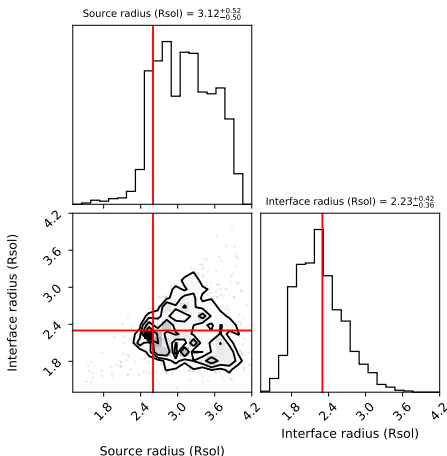 Source radius (Rsol) = 3.12^{+0.52}_{-0.50}
Interface radius (Rsol) = 2.23^{+0.42}_{-0.36}
4.2
3.6
3.0
2.4
1.8
Interface radius (Rsol)
1.8 2.4 3.0 3.6 4.2
Source radius (Rsol)
1.8 2.4 3.0 3.6 4.2
Interface radius (Rsol)